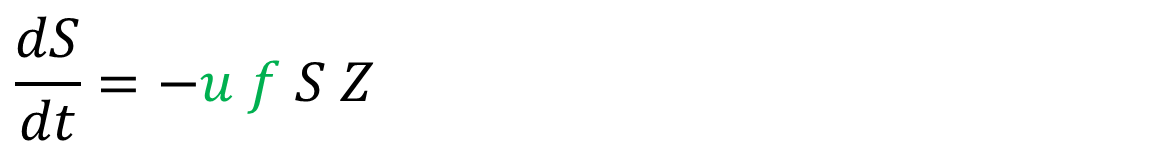 dS/dt = −u f S Z